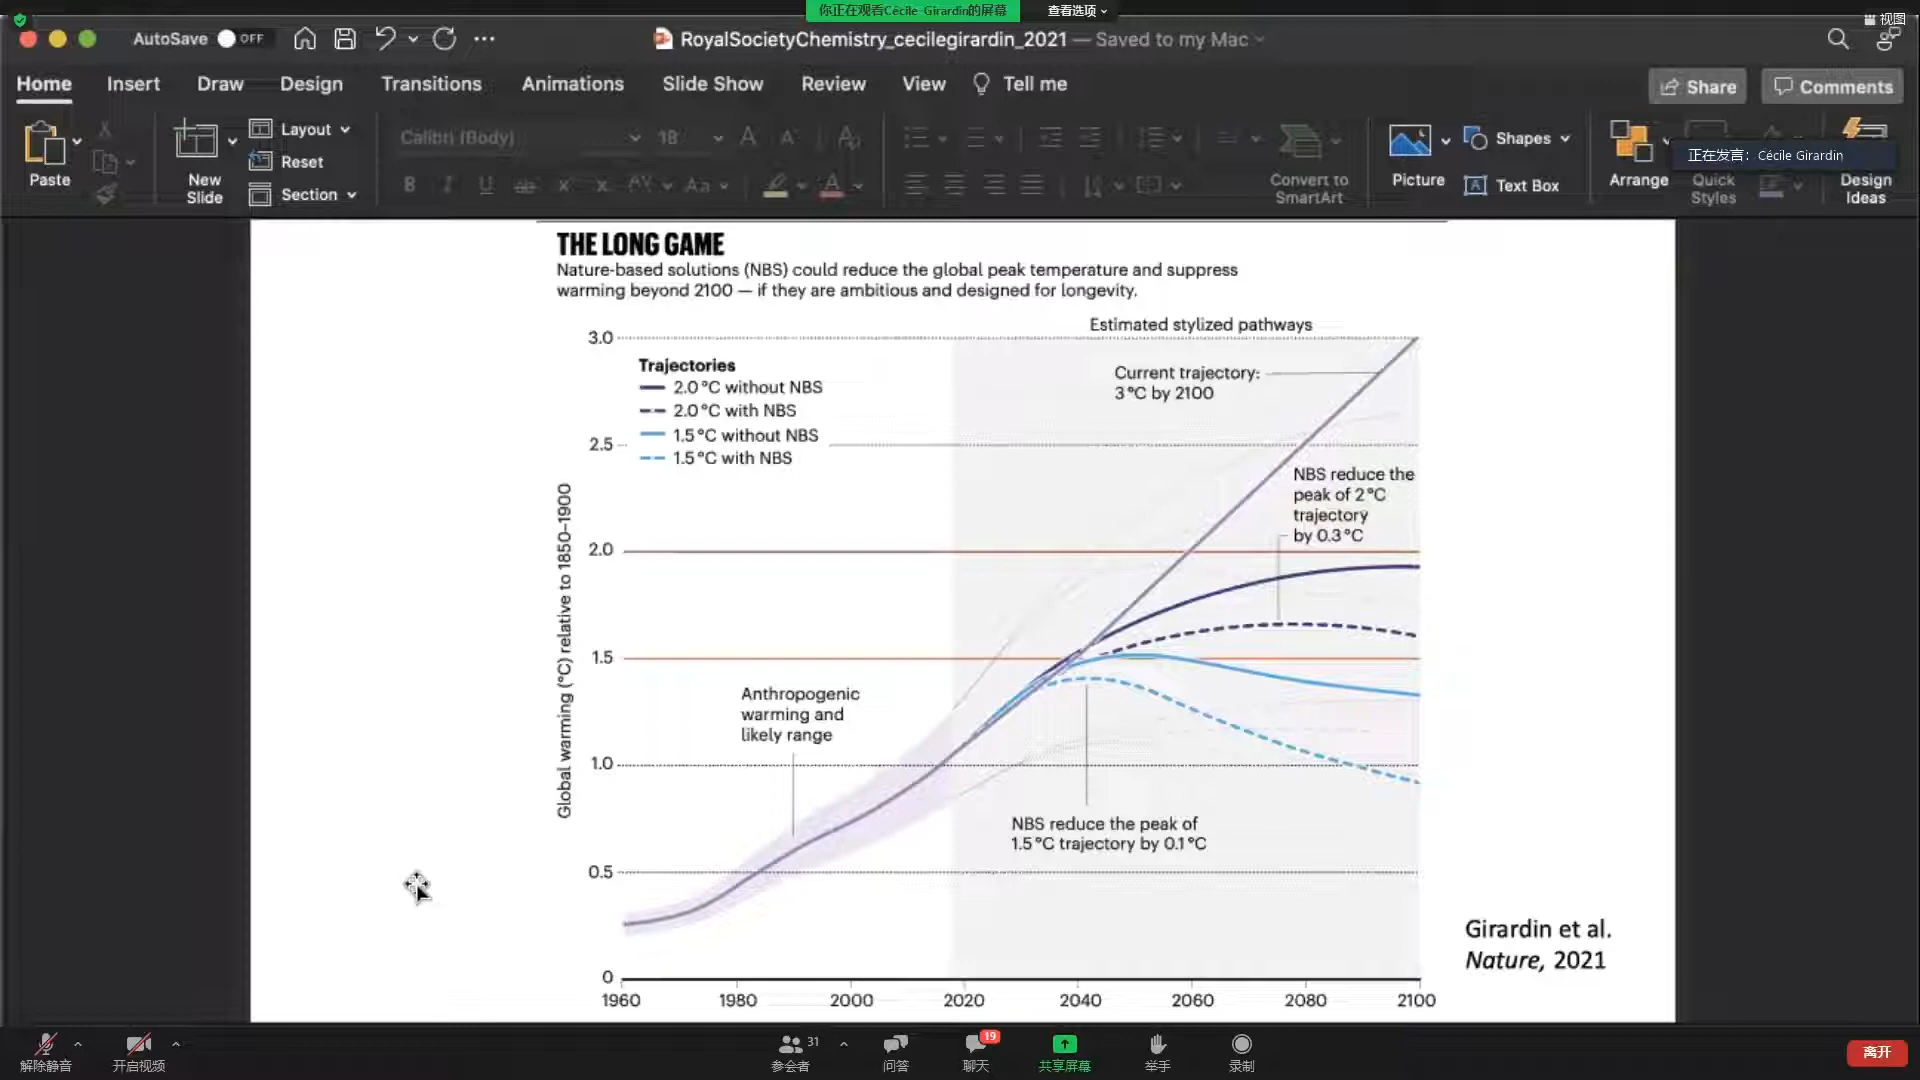 你正在观看Cécile Girardin的屏幕
查看选项
视图
AutoSave OFF
RoyalSocietyChemistry_cecilegirardin_2021 — Saved to my Mac
Home Insert Draw Design Transitions Animations Slide Show Review View Tell me
Share Comments
Paste
New Slide
Layout
Reset
Section
Calibri (Body) 18
Convert to SmartArt
Picture
Shapes
Text Box
Arrange
Quick Styles
Design Ideas
正在发言: Cécile Girardin
THE LONG GAME
Nature-based solutions (NBS) could reduce the global peak temperature and suppress
warming beyond 2100 — if they are ambitious and designed for longevity.
Estimated stylized pathways
3.0
Trajectories
2.0 °C without NBS
2.0 °C with NBS
1.5 °C without NBS
1.5 °C with NBS
Current trajectory:
3 °C by 2100
2.5
NBS reduce the
peak of 2 °C
trajectory
by 0.3 °C
Global warming (°C) relative to 1850–1900
2.0
1.5
Anthropogenic
warming and
likely range
1.0
NBS reduce the peak of
1.5 °C trajectory by 0.1 °C
0.5
0
1960 1980 2000 2020 2040 2060 2080 2100
Girardin et al.
Nature, 2021
解除静音
开启视频
31
参会者
问答
19
聊天
共享屏幕
举手
录制
离开